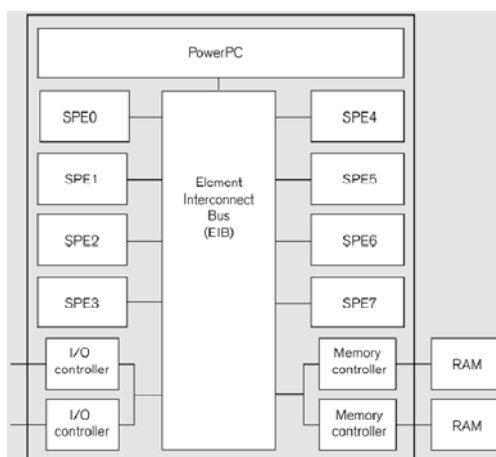 PowerPC
SPE0
SPE4
SPE1
SPE5
Element
Interconnect
Bus
(EIB)
SPE2
SPE6
SPE3
SPE7
I/O
controller
Memory
controller
RAM
I/O
controller
Memory
controller
RAM